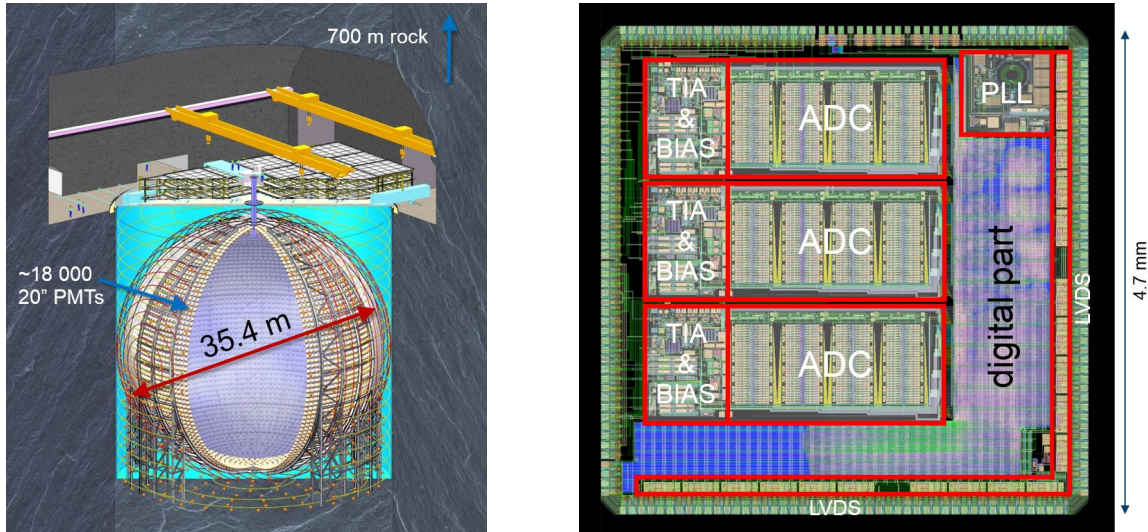 700 m rock
~18 000
20” PMTs
35.4 m
TIA
&
BIAS
ADC
PLL
TIA
&
BIAS
ADC
TIA
&
BIAS
ADC
digital part
LVDS
LVDS
4.7 mm